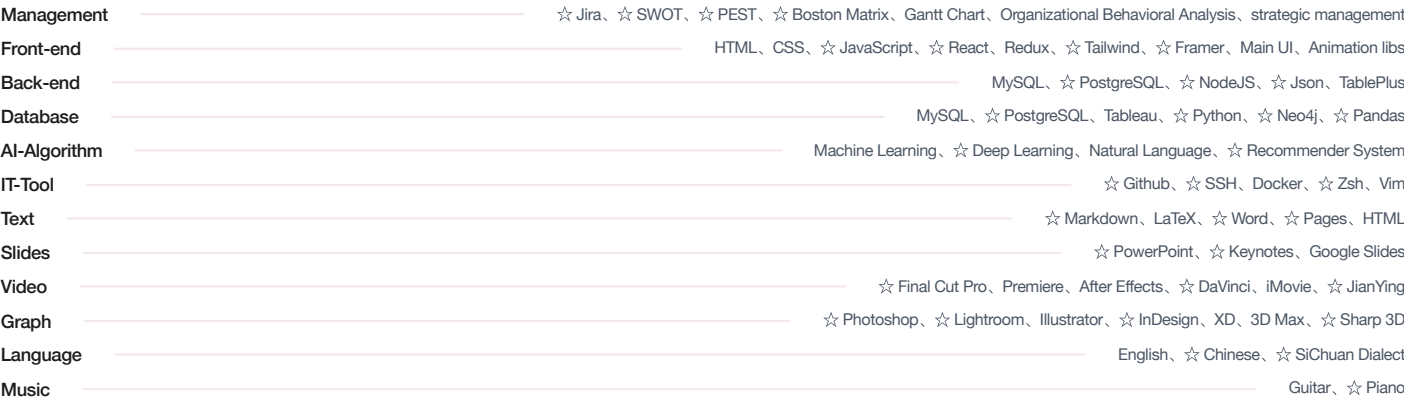 Management ☆ Jira、☆ SWOT、☆ PEST、☆ Boston Matrix、Gantt Chart、Organizational Behavioral Analysis、strategic management
Front-end HTML、CSS、☆ JavaScript、☆ React、Redux、☆ Tailwind、☆ Framer、Main UI、Animation libs
Back-end MySQL、☆ PostgreSQL、☆ NodeJS、☆ Json、TablePlus
Database MySQL、☆ PostgreSQL、Tableau、☆ Python、☆ Neo4j、☆ Pandas
AI-Algorithm Machine Learning、☆ Deep Learning、Natural Language、☆ Recommender System
IT-Tool ☆ Github、☆ SSH、Docker、☆ Zsh、Vim
Text ☆ Markdown、LaTeX、☆ Word、☆ Pages、HTML
Slides ☆ PowerPoint、☆ Keynotes、Google Slides
Video ☆ Final Cut Pro、Premiere、After Effects、☆ DaVinci、iMovie、☆ JianYing
Graph ☆ Photoshop、☆ Lightroom、Illustrator、☆ InDesign、XD、3D Max、☆ Sharp 3D
Language English、☆ Chinese、☆ SiChuan Dialect
Music Guitar、☆ Piano